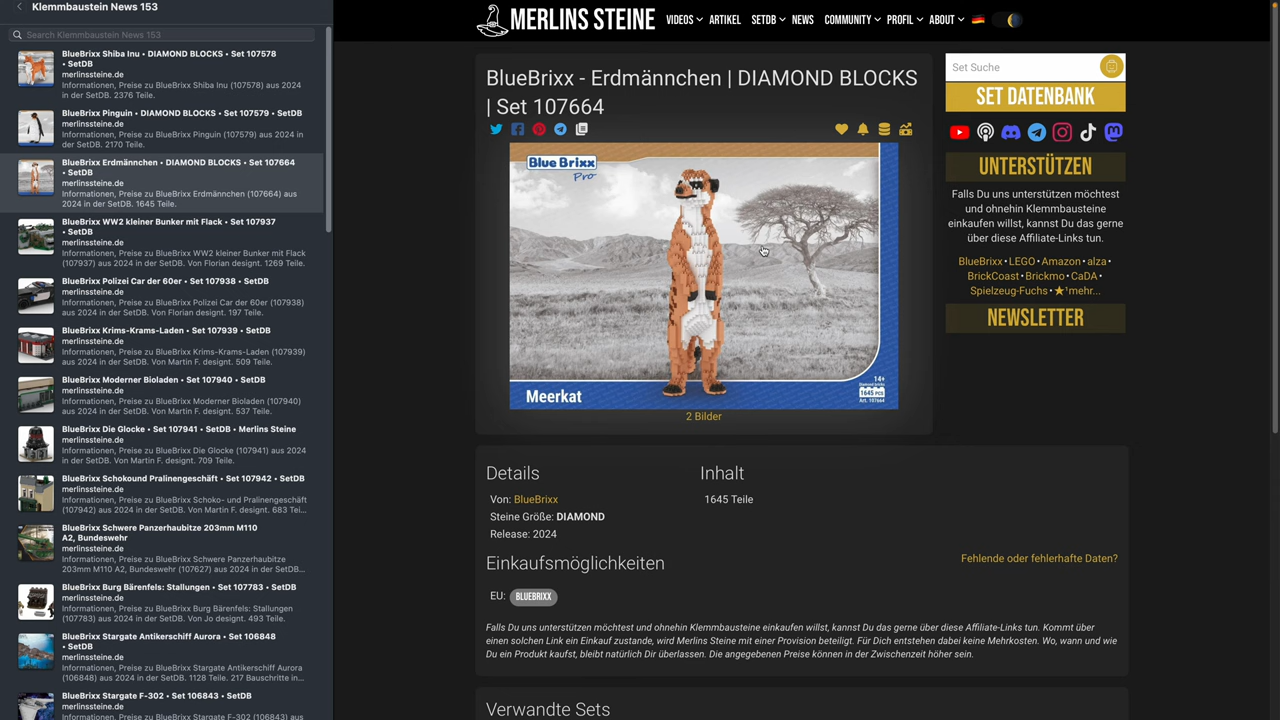 Klemmbaustein News 153
Search Klemmbaustein News 153
BlueBrixx Shiba Inu • DIAMOND BLOCKS • Set 107578
• SetDB
merlinssteine.de
Informationen, Preise zu BlueBrixx Shiba Inu (107578) aus 2024
in der SetDB. 2376 Teile.
BlueBrixx Pinguin • DIAMOND BLOCKS • Set 107579 • SetDB
merlinssteine.de
Informationen, Preise zu BlueBrixx Pinguin (107579) aus 2024 in
der SetDB. 2170 Teile.
BlueBrixx Erdmännchen • DIAMOND BLOCKS • Set 107664
• SetDB
merlinssteine.de
Informationen, Preise zu BlueBrixx Erdmännchen (107664) aus
2024 in der SetDB. 1645 Teile.
BlueBrixx WW2 kleiner Bunker mit Flack • Set 107937
• SetDB
merlinssteine.de
Informationen, Preise zu BlueBrixx WW2 kleiner Bunker mit Flack
(107937) aus 2024 in der SetDB. Von Florian designt. 1269 Teile.
BlueBrixx Polizei Car der 60er • Set 107938 • SetDB
merlinssteine.de
Informationen, Preise zu BlueBrixx Polizei Car der 60er (107938)
aus 2024 in der SetDB. Von Florian designt. 197 Teile.
BlueBrixx Krims-Krams-Laden • Set 107939 • SetDB
merlinssteine.de
Informationen, Preise zu BlueBrixx Krims-Krams-Laden (107939)
aus 2024 in der SetDB. Von Martin F. designt. 509 Teile.
BlueBrixx Moderner Bioladen • Set 107940 • SetDB
merlinssteine.de
Informationen, Preise zu BlueBrixx Moderner Bioladen (107940)
aus 2024 in der SetDB. Von Martin F. designt. 537 Teile.
BlueBrixx Die Glocke • Set 107941 • SetDB • Merlins Steine
merlinssteine.de
Informationen, Preise zu BlueBrixx Die Glocke (107941) aus 2024
in der SetDB. Von Martin F. designt. 709 Teile.
BlueBrixx Schokound Pralinengeschäft • Set 107942 • SetDB
merlinssteine.de
Informationen, Preise zu BlueBrixx Schoko- und Pralinengeschäft
(107942) aus 2024 in der SetDB. Von Martin F. designt. 683 Tei...
BlueBrixx Schwere Panzerhaubitze 203mm M110
A2, Bundeswehr
merlinssteine.de
Informationen, Preise zu BlueBrixx Schwere Panzerhaubitze
203mm M110 A2, Bundeswehr (107627) aus 2024 in der SetDB...
BlueBrixx Burg Bärenfels: Stallungen • Set 107783 • SetDB
merlinssteine.de
Informationen, Preise zu BlueBrixx Burg Bärenfels: Stallungen
(107783) aus 2024 in der SetDB. Von Jo designt. 493 Teile.
BlueBrixx Stargate Antikerschiff Aurora • Set 106848
• SetDB
merlinssteine.de
Informationen, Preise zu BlueBrixx Stargate Antikerschiff Aurora
(106848) aus 2024 in der SetDB. 1128 Teile. 217 Bauschritte in...
BlueBrixx Stargate F-302 • Set 106843 • SetDB
merlinssteine.de
Informationen, Preise zu BlueBrixx Stargate F-302 (106843) aus
MERLINS STEINE
VIDEOS ARTIKEL SETDB NEWS COMMUNITY PROFIL ABOUT
BlueBrixx - Erdmännchen | DIAMOND BLOCKS
| Set 107664
Blue Brixx
Pro
Meerkat
14+
Diamond bricks
1645 PCS
Art. 107664
2 Bilder
Details
Von: BlueBrixx
Steine Größe: DIAMOND
Release: 2024
Inhalt
1645 Teile
Einkaufsmöglichkeiten
Fehlende oder fehlerhafte Daten?
EU: BLUEBRIXX
Falls Du uns unterstützen möchtest und ohnehin Klemmbausteine einkaufen willst, kannst Du das gerne über diese Affiliate-Links tun. Kommt über
einen solchen Link ein Einkauf zustande, wird Merlins Steine mit einer Provision beteiligt. Für Dich entstehen dabei keine Mehrkosten. Wo, wann und wie
Du ein Produkt kaufst, bleibt natürlich Dir überlassen. Die angegebenen Preise können in der Zwischenzeit höher sein.
Verwandte Sets
Set Suche
SET DATENBANK
UNTERSTÜTZEN
Falls Du uns unterstützen möchtest
und ohnehin Klemmbausteine
einkaufen willst, kannst Du das gerne
über diese Affiliate-Links tun.
BlueBrixx • LEGO • Amazon • alza •
BrickCoast • Brickmo • CaDA •
Spielzeug-Fuchs • ★¹mehr...
NEWSLETTER